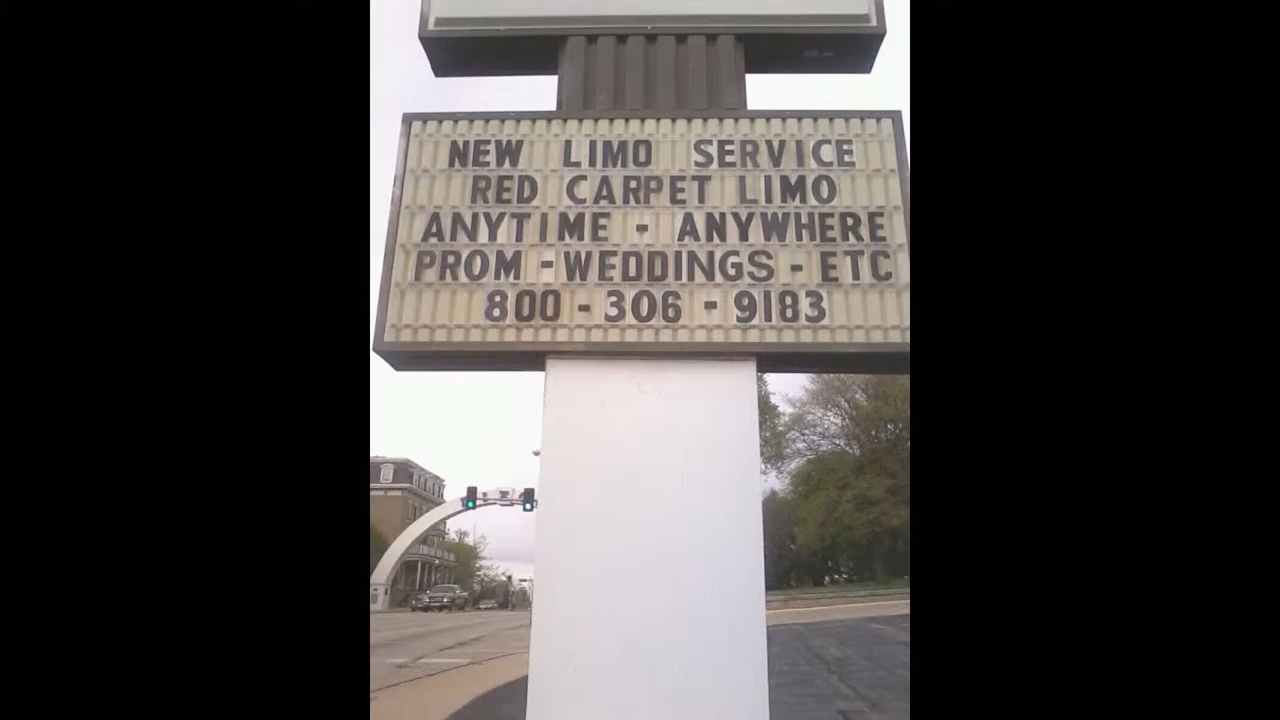 NEW LIMO SERVICE
RED CARPET LIMO
ANYTIME - ANYWHERE
PROM - WEDDINGS - ETC
800 - 306 - 9183